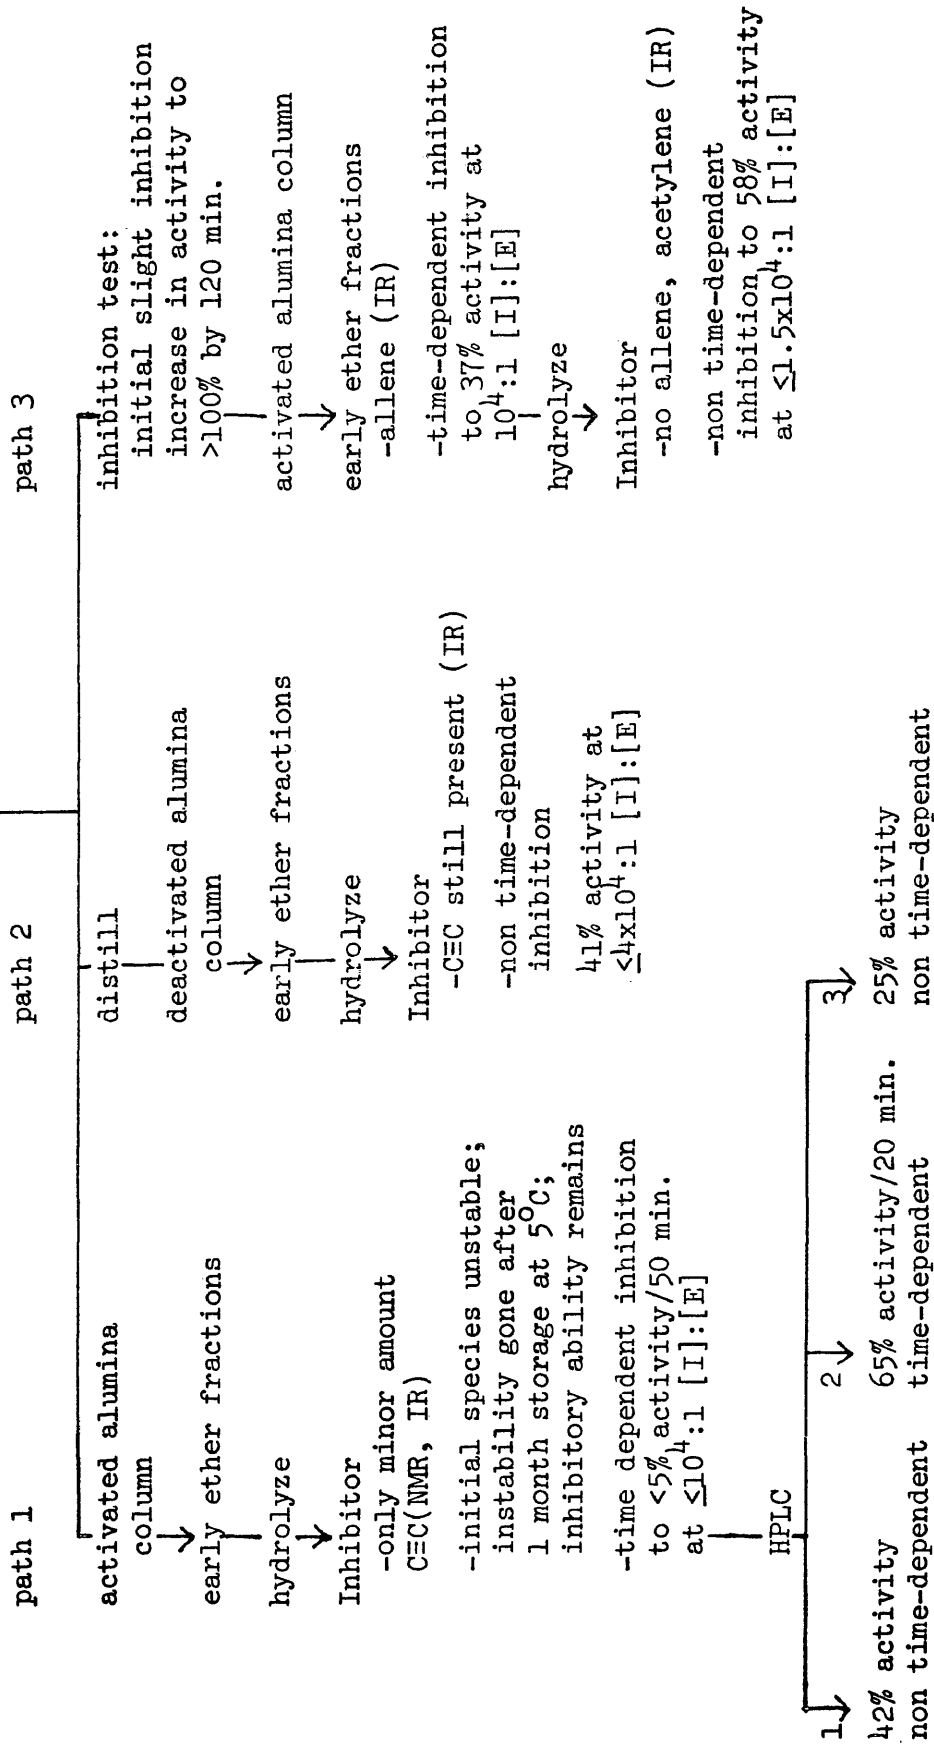 path 1
activated alumina
column
early ether fractions
hydrolyze
Inhibitor
-only minor amount
C≡C(NMR, IR)
-initial species unstable;
instability gone after
1 month storage at 5°C;
inhibitory ability remains
-time dependent inhibition
to <5% activity/50 min.
at ≤10⁴:1 [I]:[E]
HPLC
1
42% activity
non time-dependent
2
65% activity/20 min.
time-dependent
3
25% activity
non time-dependent
path 2
distill
deactivated alumina
column
early ether fractions
hydrolyze
Inhibitor
-C≡C still present (IR)
-non time-dependent
inhibition
41% activity at
≤4x10⁴:1 [I]:[E]
path 3
inhibition test:
initial slight inhibition
increase in activity to
>100% by 120 min.
activated alumina column
early ether fractions
-allene (IR)
-time-dependent inhibition
to 37% activity at
10⁴:1 [I]:[E]
hydrolyze
Inhibitor
-no allene, acetylene (IR)
-non time-dependent
inhibition to 58% activity
at ≤1.5x10⁴:1 [I]:[E]